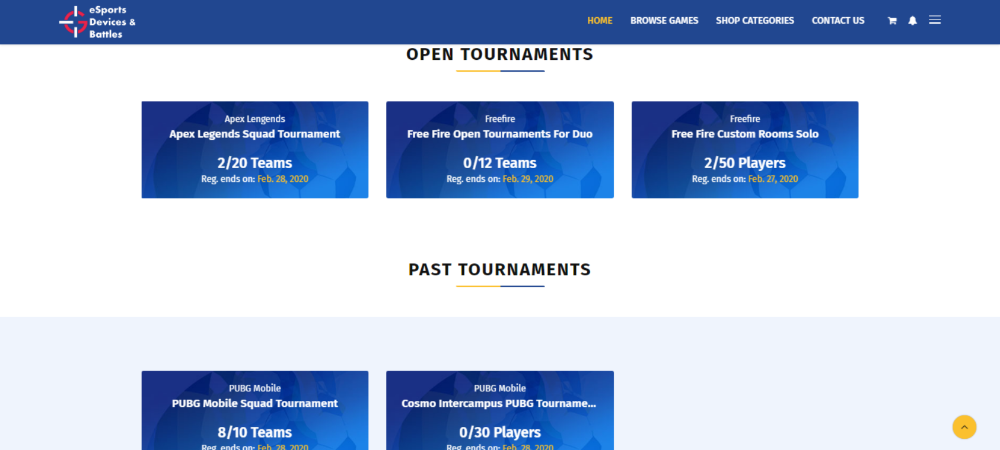 eSports
Devices &
Battles
HOME BROWSE GAMES SHOP CATEGORIES CONTACT US
OPEN TOURNAMENTS
Apex Lengends
Apex Legends Squad Tournament
2/20 Teams
Reg. ends on: Feb. 28, 2020
Freefire
Free Fire Open Tournaments For Duo
0/12 Teams
Reg. ends on: Feb. 29, 2020
Freefire
Free Fire Custom Rooms Solo
2/50 Players
Reg. ends on: Feb. 27, 2020
PAST TOURNAMENTS
PUBG Mobile
PUBG Mobile Squad Tournament
8/10 Teams
Reg. ends on: Feb. 28, 2020
PUBG Mobile
Cosmo Intercampus PUBG Tourname...
0/30 Players
Reg. ends on: Feb. 28, 2020